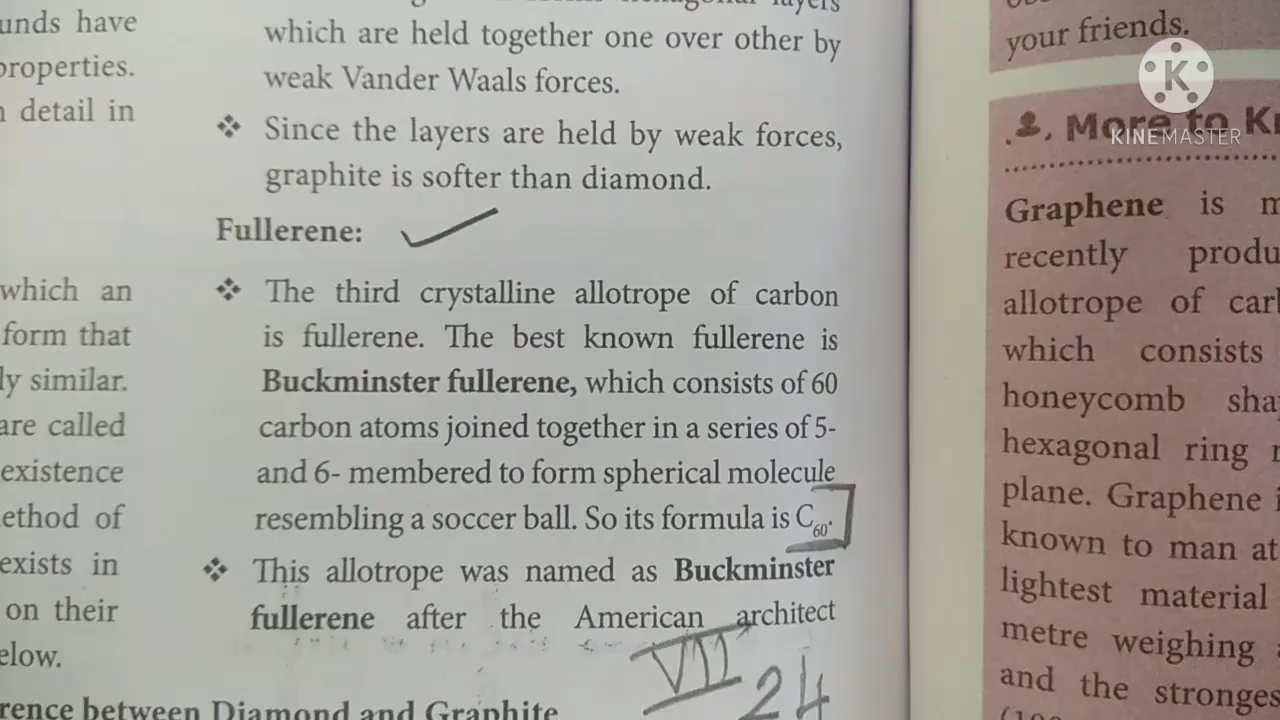 unds have
properties.
n detail in
which an
form that
ly similar.
are called
existence
ethod of
exists in
on their
elow.
which are held together one over other by
weak Vander Waals forces.
❖ Since the layers are held by weak forces,
graphite is softer than diamond.
Fullerene:
❖ The third crystalline allotrope of carbon
is fullerene. The best known fullerene is
Buckminster fullerene, which consists of 60
carbon atoms joined together in a series of 5-
and 6- membered to form spherical molecule
resembling a soccer ball. So its formula is C₆₀.
❖ This allotrope was named as Buckminster
fullerene after the American architect
VII 24
rence between Diamond and Graphite
your friends.
KINEMASTER
More to K
Graphene is m
recently produ
allotrope of carb
which consists
honeycomb sha
hexagonal ring
plane. Graphene i
known to man at
lightest material
metre weighing
and the stronges